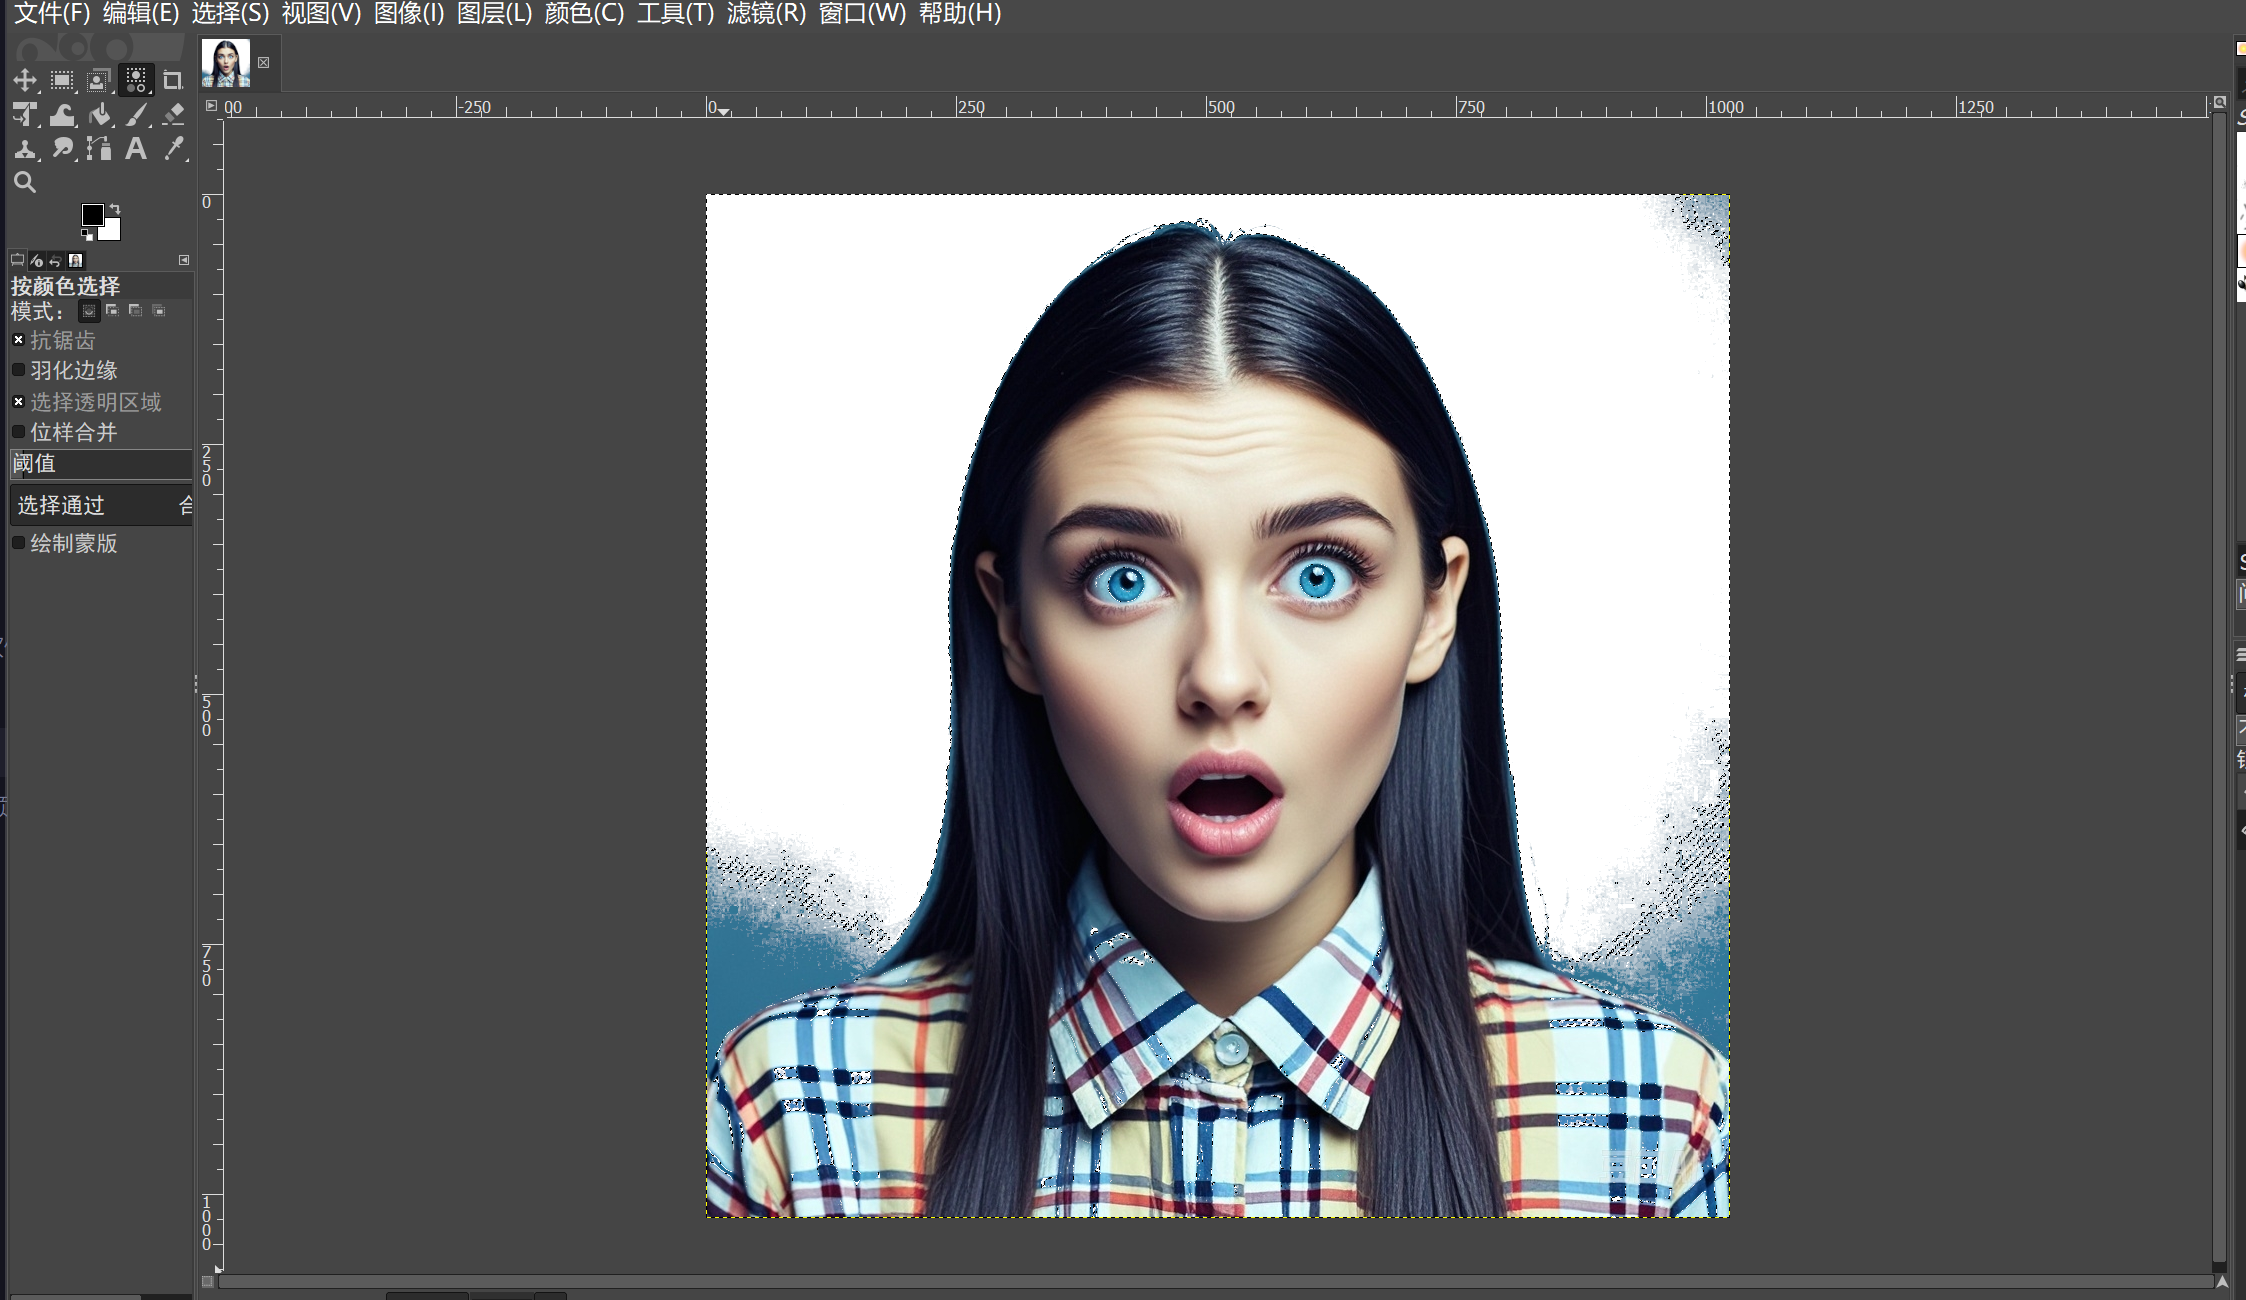 文件(F) 编辑(E) 选择(S) 视图(V) 图像(I) 图层(L) 颜色(C) 工具(T) 滤镜(R) 窗口(W) 帮助(H)
00 -250 0 250 500 750 1000 1250
按颜色选择
模式：
抗锯齿
羽化边缘
选择透明区域
位样合并
阈值
选择通过 合
绘制蒙版
0
250
500
750
1000